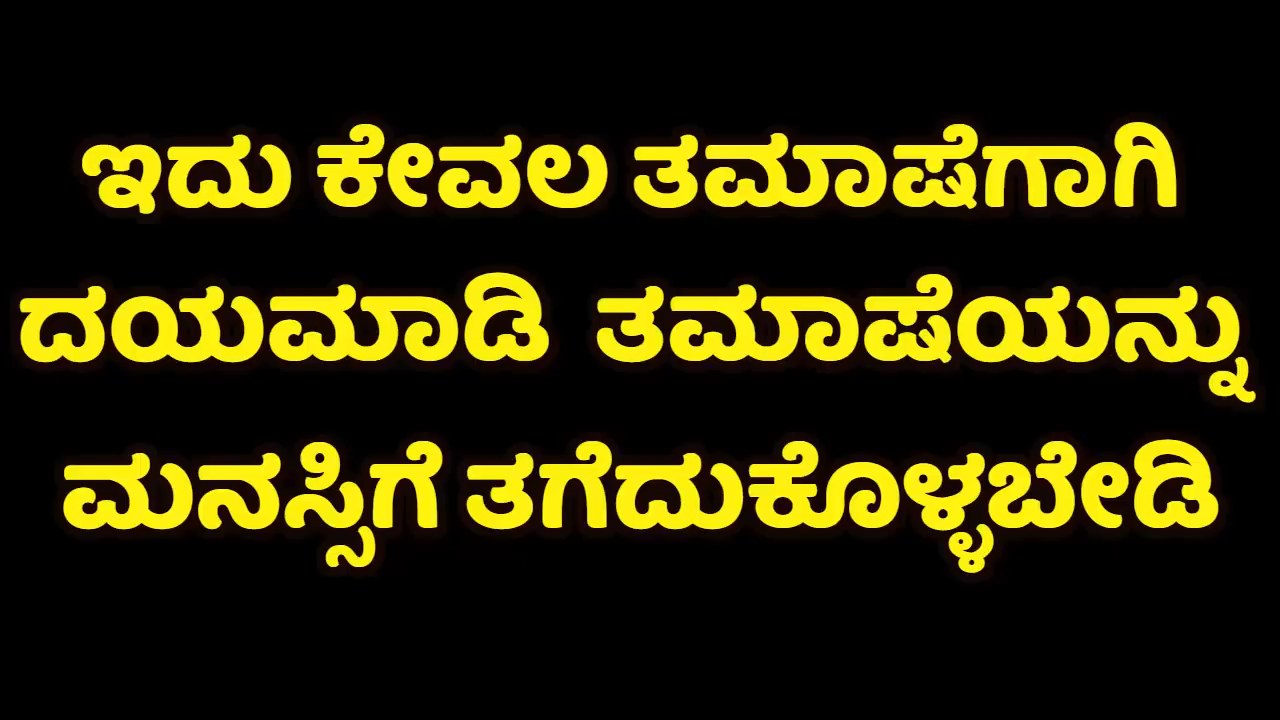 ಇದು ಕೇವಲ ತಮಾಷೆಗಾಗಿ
ದಯಮಾಡಿ ತಮಾಷೆಯನ್ನು
ಮನಸ್ಸಿಗೆ ತಗೆದುಕೊಳ್ಳಬೇಡಿ